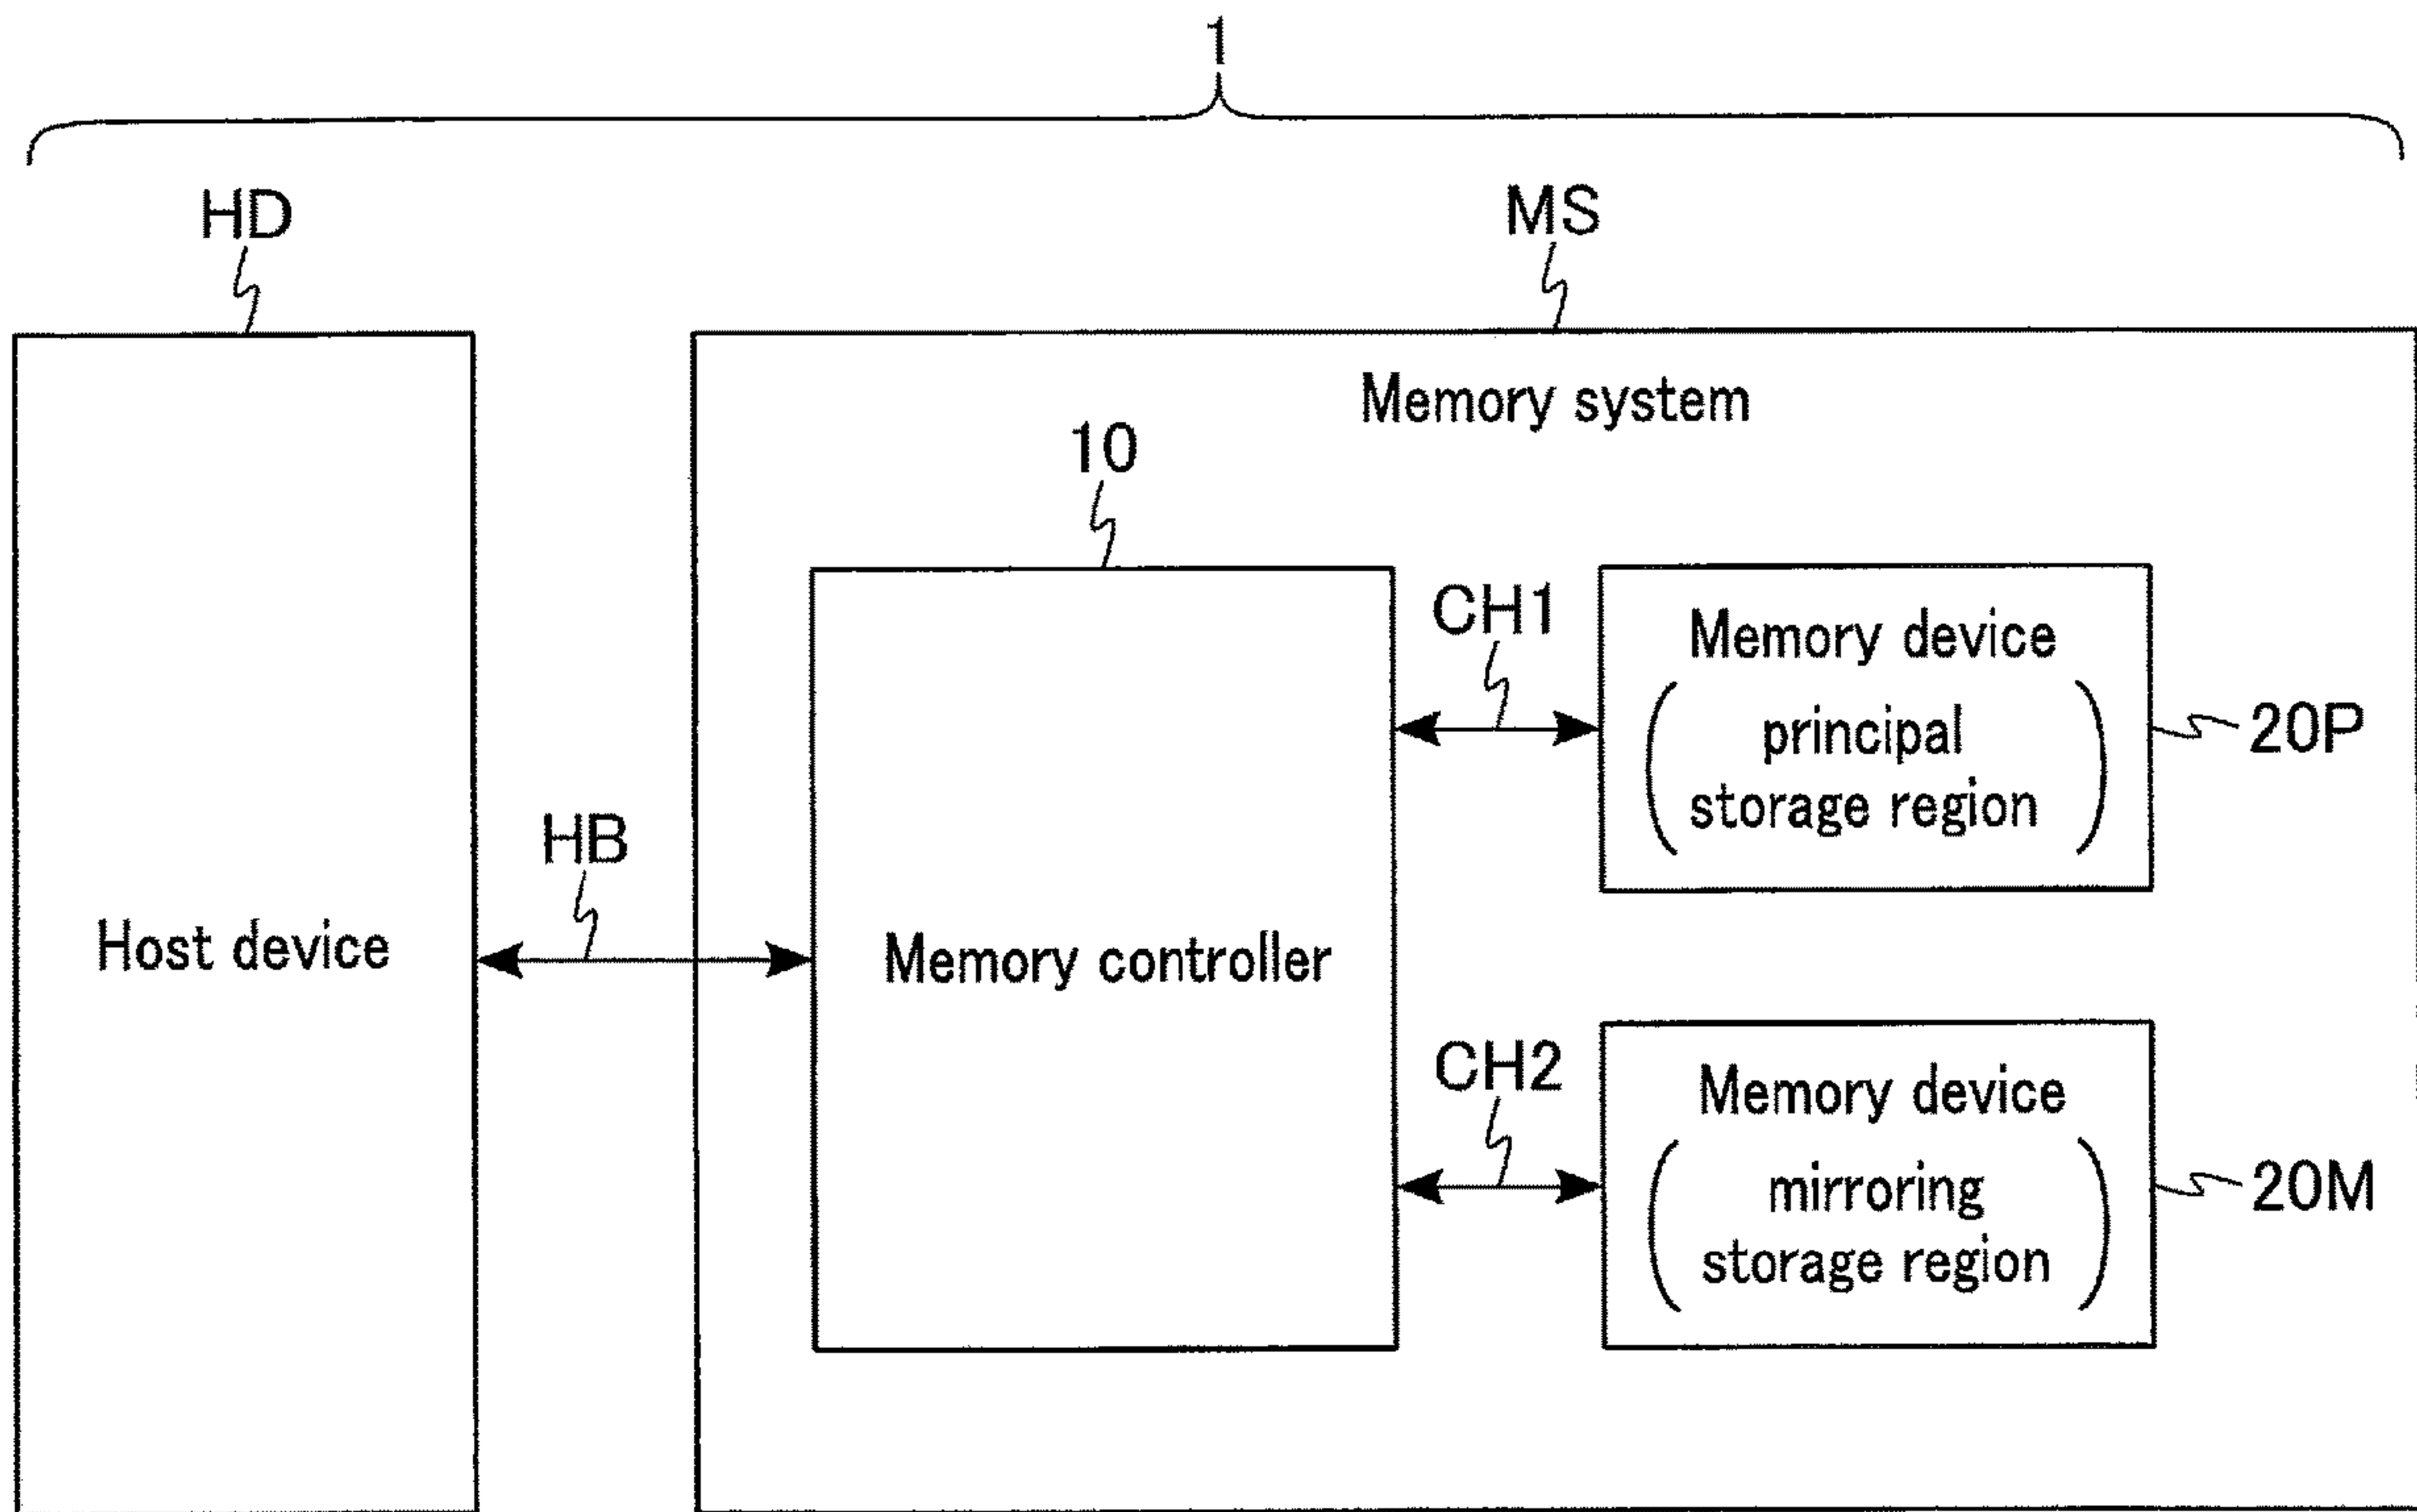 1
HD
MS
Memory system
10
CH1
Memory device
principal
storage region
20P
HB
Host device
Memory controller
CH2
Memory device
mirroring
storage region
20M